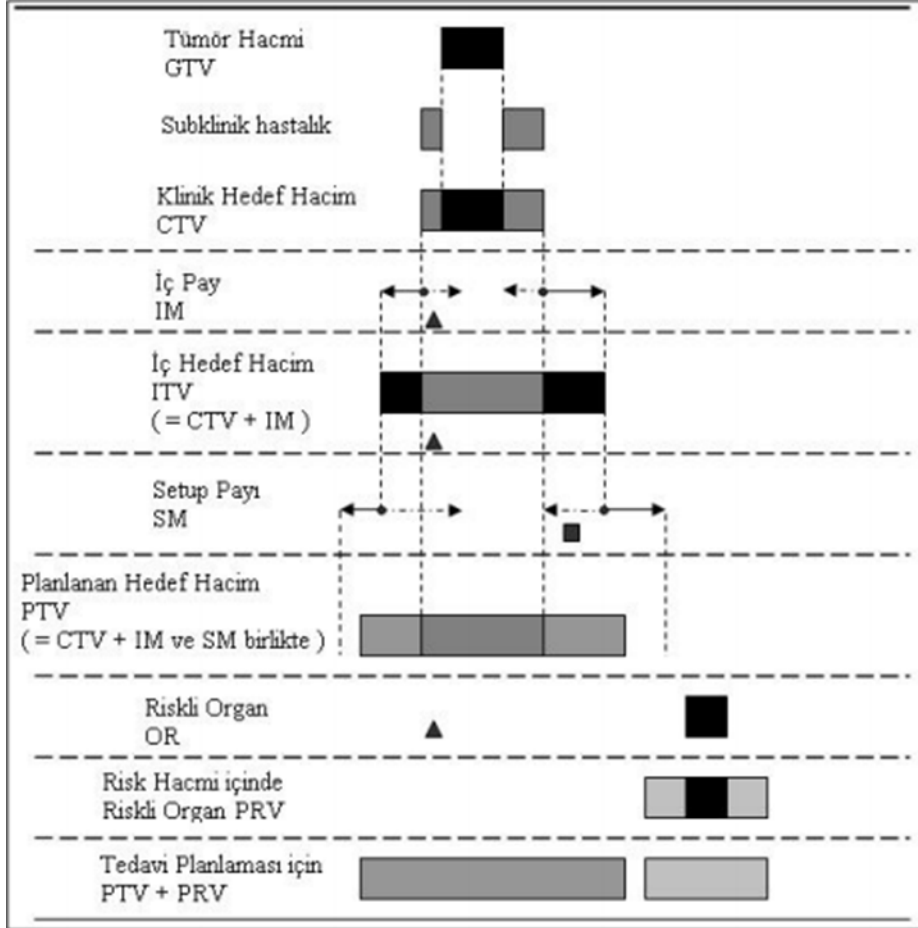 Tümör Hacmi
GTV
Subklinik hastalık
Klinik Hedef Hacim
CTV
İç Pay
IM
İç Hedef Hacim
ITV
( = CTV + IM )
Setup Payı
SM
Planlanan Hedef Hacim
PTV
( = CTV + IM ve SM birlikte )
Riskli Organ
OR
Risk Hacmi içinde
Riskli Organ PRV
Tedavi Planlaması için
PTV + PRV